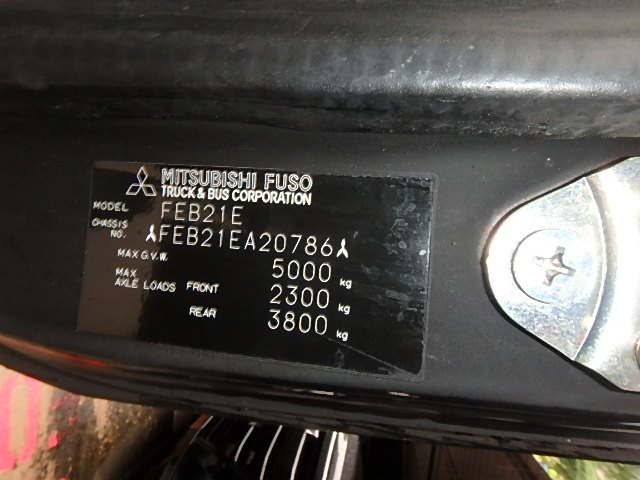 MITSUBISHI FUSO
TRUCK & BUS CORPORATION
MODEL FEB21E
CHASSIS NO. FEB21EA20786
MAX G.V.W. 5000 kg
MAX AXLE LOADS FRONT 2300 kg
REAR 3800 kg